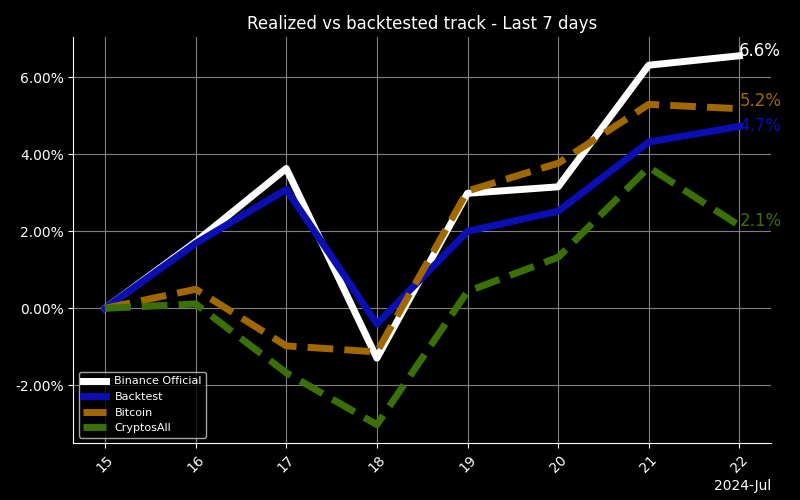 Realized vs backtested track - Last 7 days
6.00%
4.00%
2.00%
0.00%
-2.00%
6.6%
5.2%
4.7%
2.1%
Binance Official
Backtest
Bitcoin
CryptosAll
15 16 17 18 19 20 21 22
2024-Jul